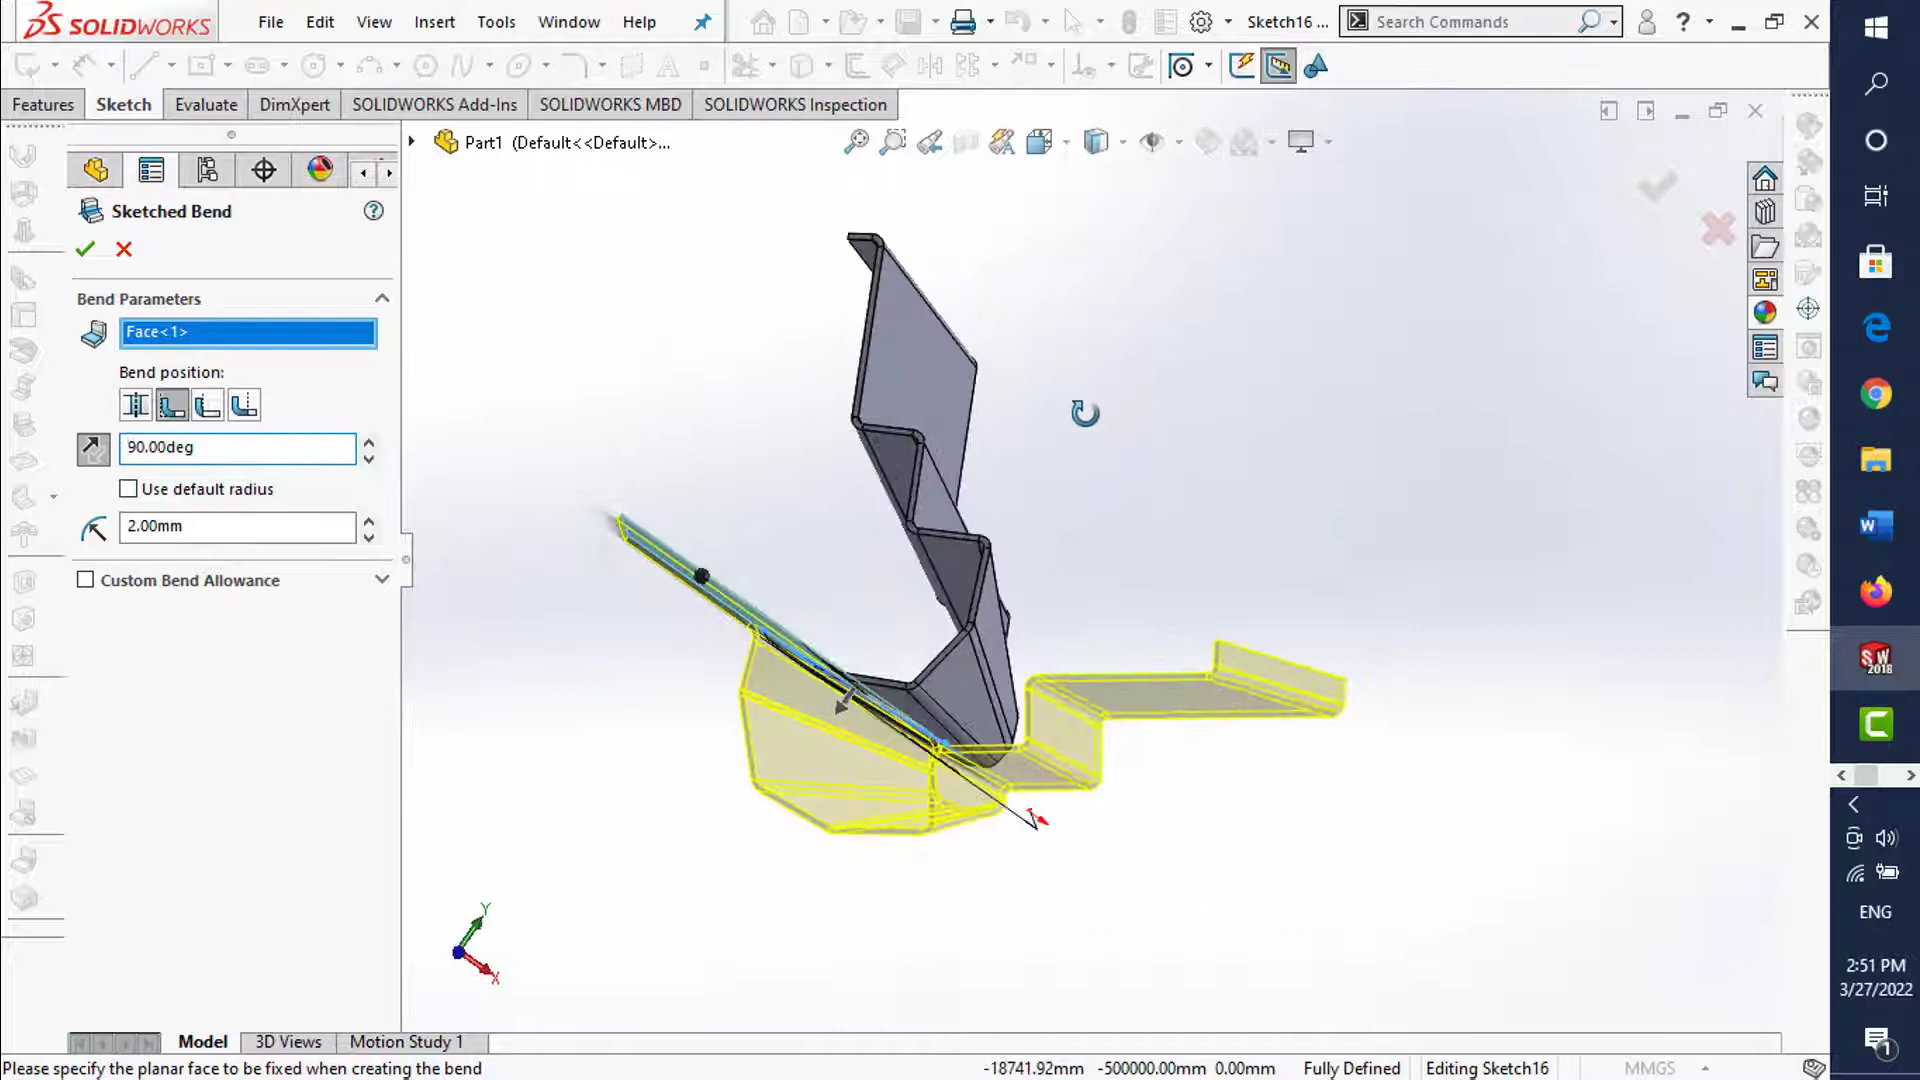 SOLIDWORKS
File Edit View Insert Tools Window Help
Sketch16 ...
Search Commands
?
Features Sketch Evaluate DimXpert SOLIDWORKS Add-Ins SOLIDWORKS MBD SOLIDWORKS Inspection
Part1 (Default<<Default>...
Sketched Bend
?
Bend Parameters
Face<1>
Bend position:
90.00deg
Use default radius
2.00mm
Custom Bend Allowance
Y
X
SW
2018
ENG
2:51 PM
3/27/2022
1
Model 3D Views Motion Study 1
Please specify the planar face to be fixed when creating the bend
-18741.92mm -500000.00mm 0.00mm Fully Defined Editing Sketch16 MMGS